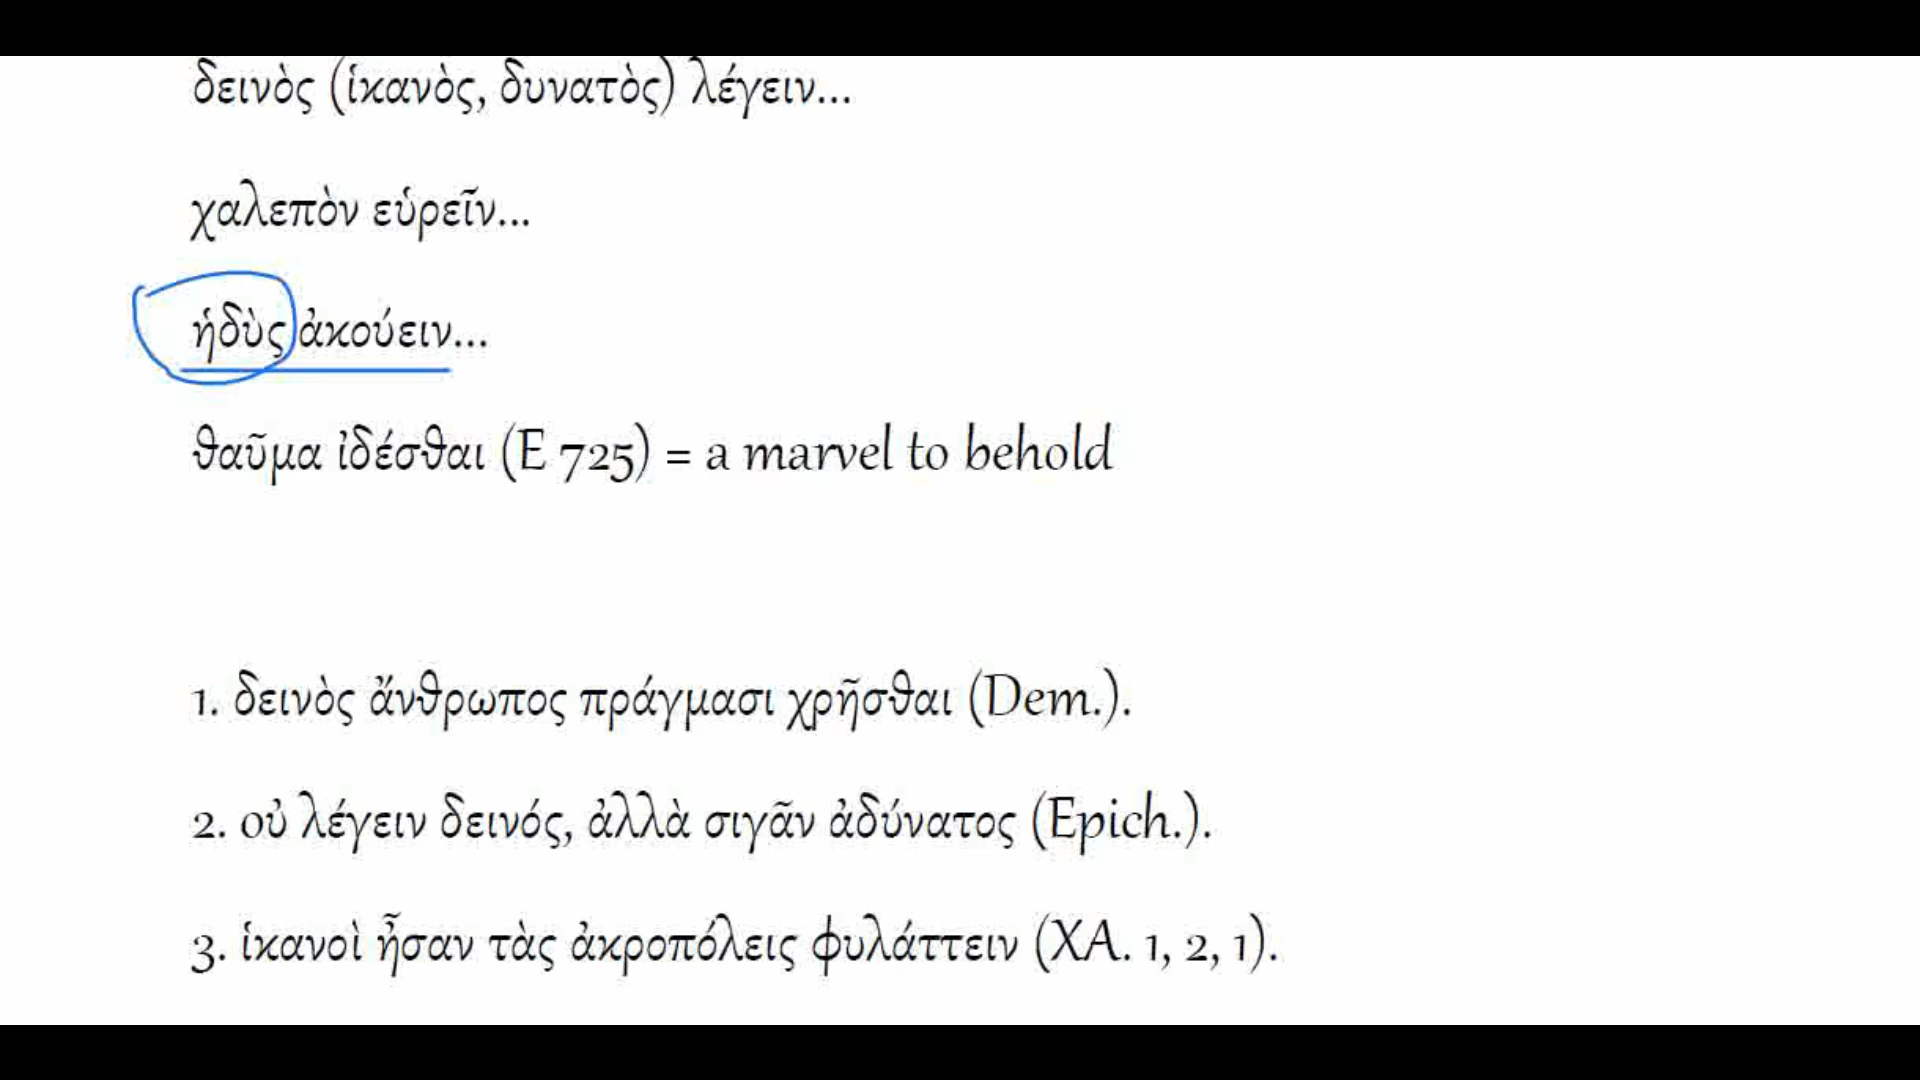 δεινὸς (ἱκανὸς, δυνατὸς) λέγειν...
χαλεπὸν εὑρεῖν...
ἡδὺς ἀκούειν...
θαῦμα ἰδέσθαι (E 725) = a marvel to behold
1. δεινὸς ἄνθρωπος πράγμασι χρῆσθαι (Dem.).
2. οὐ λέγειν δεινός, ἀλλὰ σιγᾶν ἀδύνατος (Epich.).
3. ἱκανοὶ ἦσαν τὰς ἀκροπόλεις φυλάττειν (XA. 1, 2, 1).